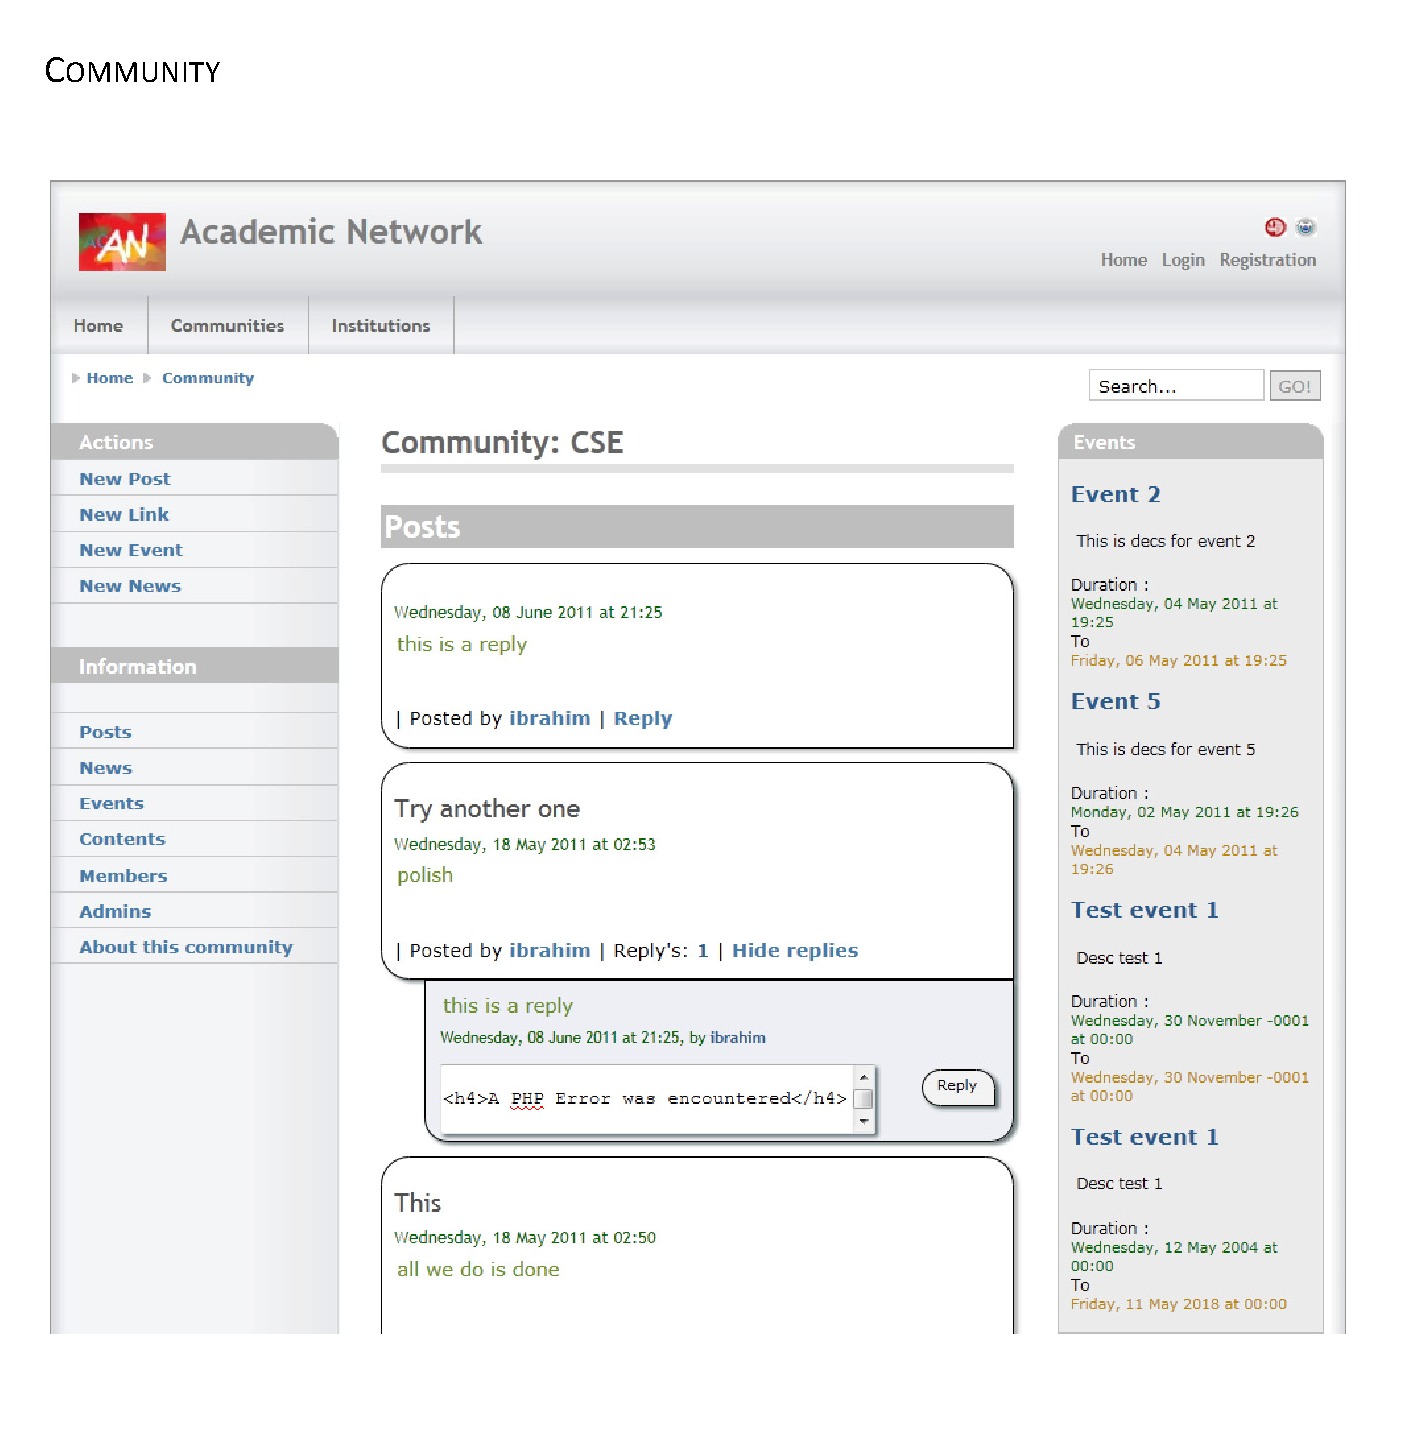 COMMUNITY
AN Academic Network
Home Login Registration
Home Communities Institutions
Home Community
Search... GO!
Actions
New Post
New Link
New Event
New News
Information
Posts
News
Events
Contents
Members
Admins
About this community
Community: CSE
Posts
Wednesday, 08 June 2011 at 21:25
this is a reply
| Posted by ibrahim | Reply
Try another one
Wednesday, 18 May 2011 at 02:53
polish
| Posted by ibrahim | Reply's: 1 | Hide replies
this is a reply
Wednesday, 08 June 2011 at 21:25, by ibrahim
<h4>A PHP Error was encountered</h4>
Reply
This
Wednesday, 18 May 2011 at 02:50
all we do is done
Events
Event 2
This is decs for event 2
Duration :
Wednesday, 04 May 2011 at
19:25
To
Friday, 06 May 2011 at 19:25
Event 5
This is decs for event 5
Duration :
Monday, 02 May 2011 at 19:26
To
Wednesday, 04 May 2011 at
19:26
Test event 1
Desc test 1
Duration :
Wednesday, 30 November -0001
at 00:00
To
Wednesday, 30 November -0001
at 00:00
Test event 1
Desc test 1
Duration :
Wednesday, 12 May 2004 at
00:00
To
Friday, 11 May 2018 at 00:00